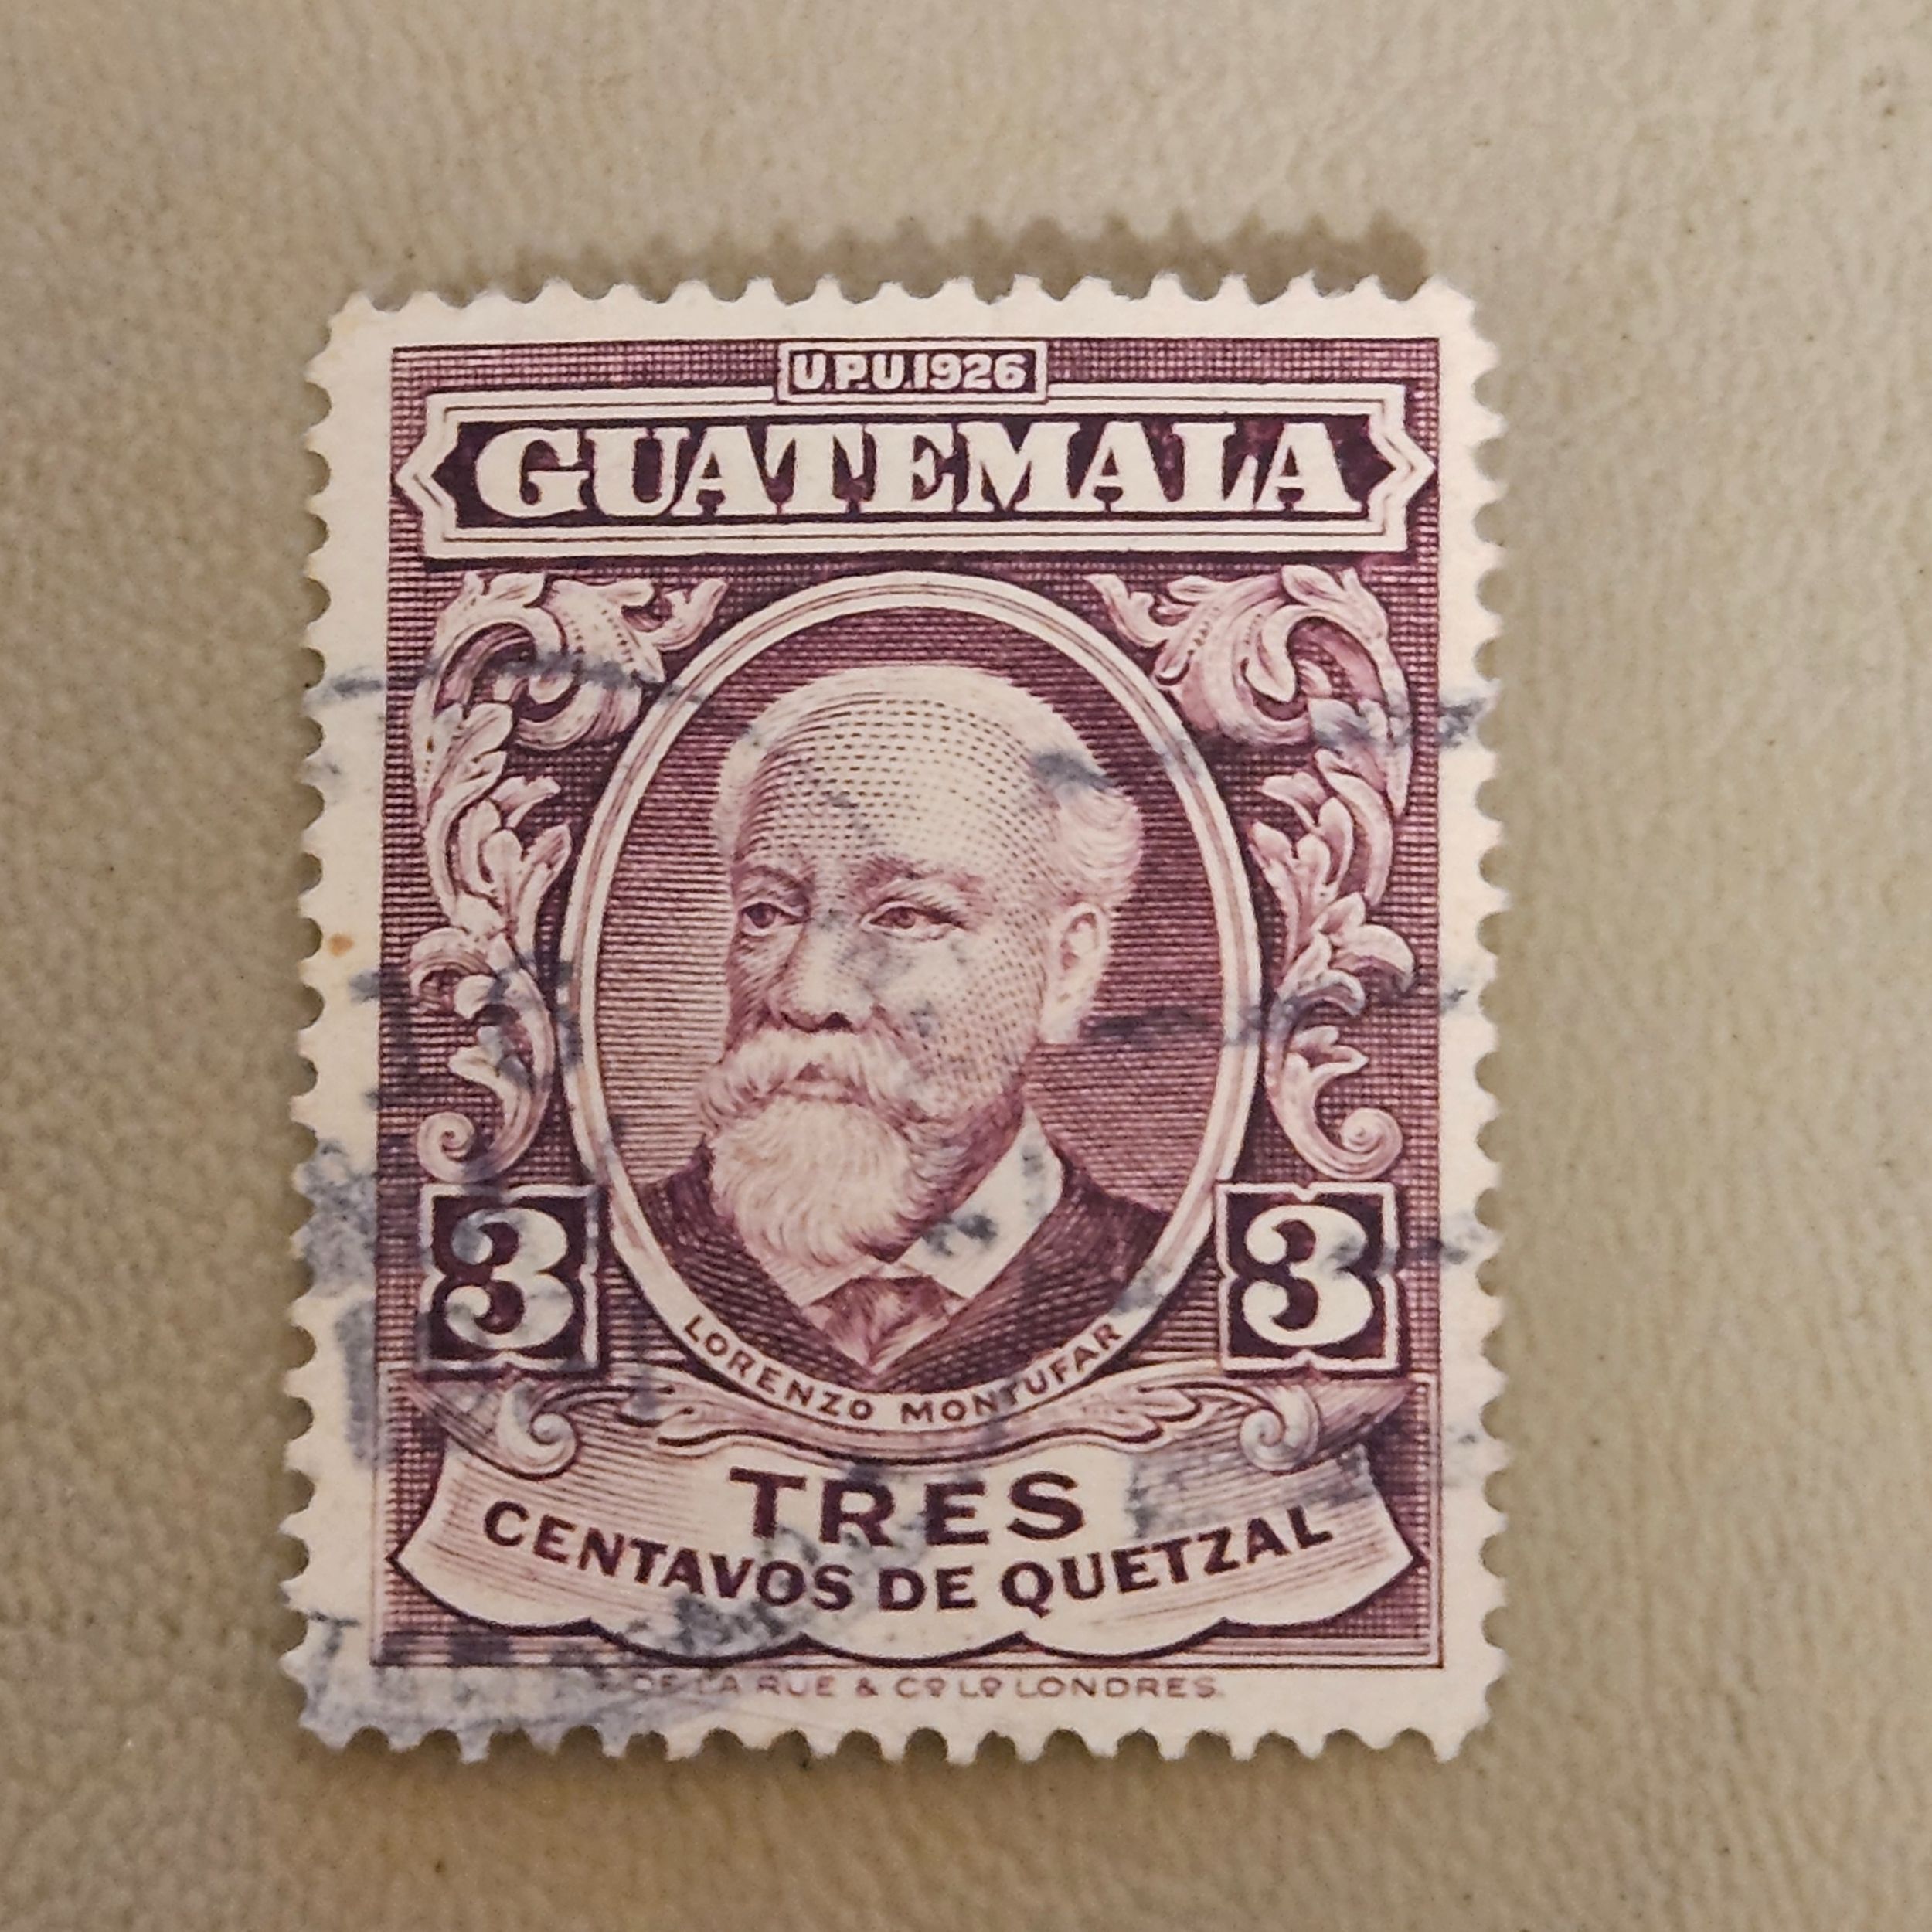 U.P.U.1926
GUATEMALA
3 3
LORENZO MONTUFAR
TRES
CENTAVOS DE QUETZAL
DE LA RUE & Cº Lº LONDRES.